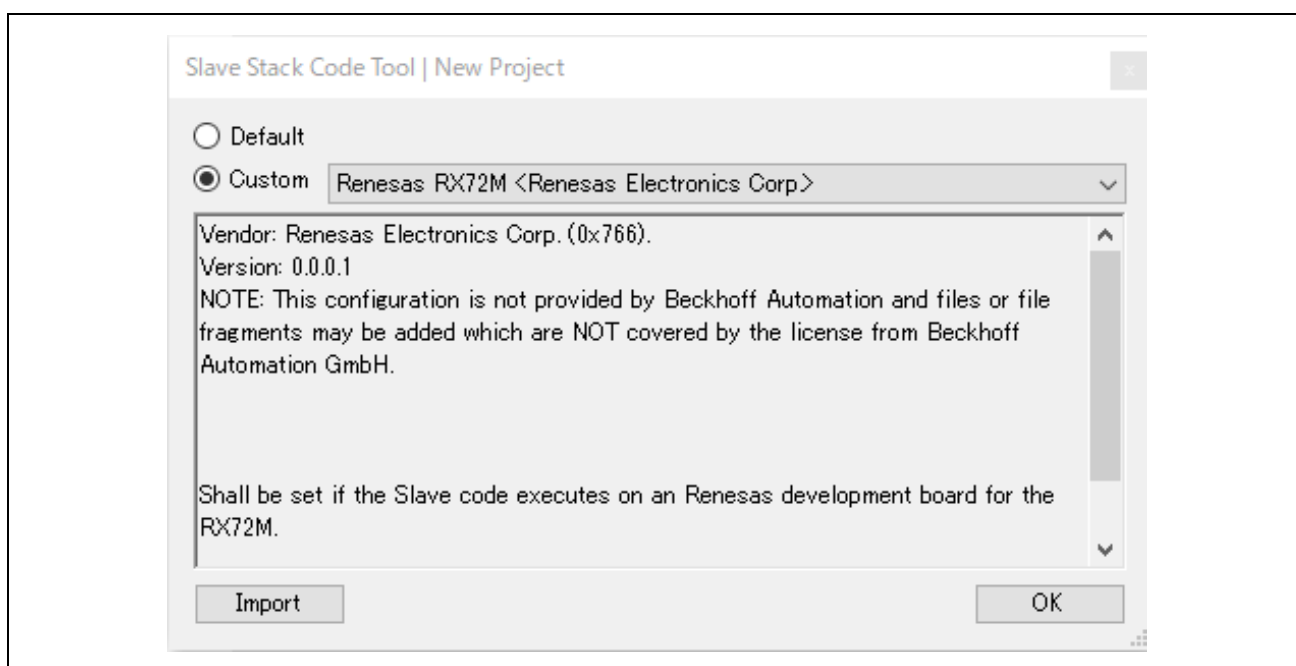 Slave Stack Code Tool | New Project
x
Default
Custom Renesas RX72M <Renesas Electronics Corp>
Vendor: Renesas Electronics Corp. (0x766).
Version: 0.0.0.1
NOTE: This configuration is not provided by Beckhoff Automation and files or file
fragments may be added which are NOT covered by the license from Beckhoff
Automation GmbH.
Shall be set if the Slave code executes on an Renesas development board for the
RX72M.
Import OK